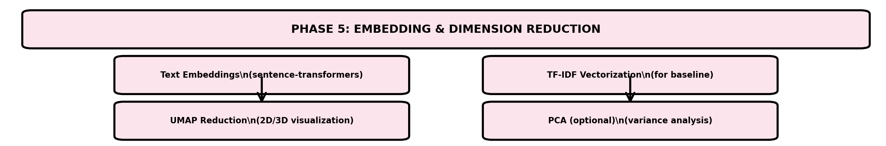 PHASE 5: EMBEDDING & DIMENSION REDUCTION
Text Embeddings\n(sentence-transformers)
TF-IDF Vectorization\n(for baseline)
UMAP Reduction\n(2D/3D visualization)
PCA (optional)\n(variance analysis)